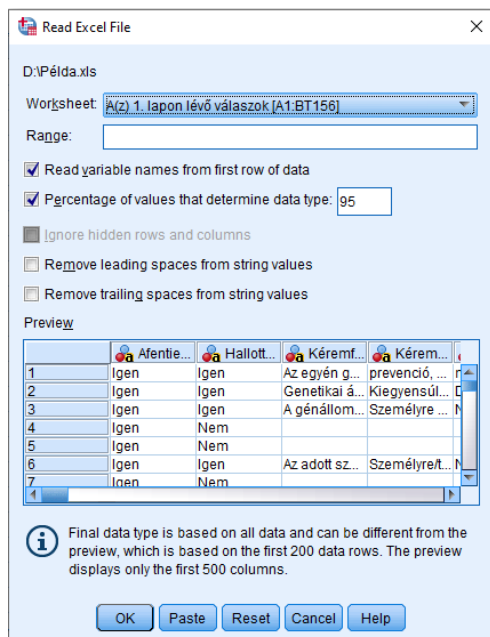 Read Excel File
D:\Példa.xls
Worksheet: A(z) 1. lapon lévő válaszok [A1:BT156]
Range:
Read variable names from first row of data
Percentage of values that determine data type: 95
Ignore hidden rows and columns
Remove leading spaces from string values
Remove trailing spaces from string values
Preview
Afentie... Hallott... Kéremf... Kérem...
1 Igen Igen Az egyén g... prevenció, ...
2 Igen Igen Genetikai á... Kiegyensúl...
3 Igen Igen A génállom... Személyre ...
4 Igen Nem
5 Igen Nem
6 Igen Igen Az adott sz... Személyre/t...
7 Igen Nem
Final data type is based on all data and can be different from the
preview, which is based on the first 200 data rows. The preview
displays only the first 500 columns.
OK Paste Reset Cancel Help